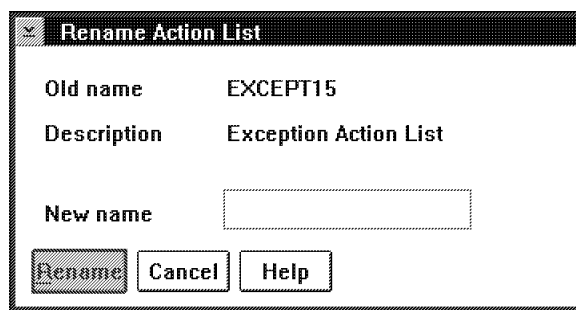 Rename Action List
Old name EXCEPT15
Description Exception Action List
New name
Rename Cancel Help